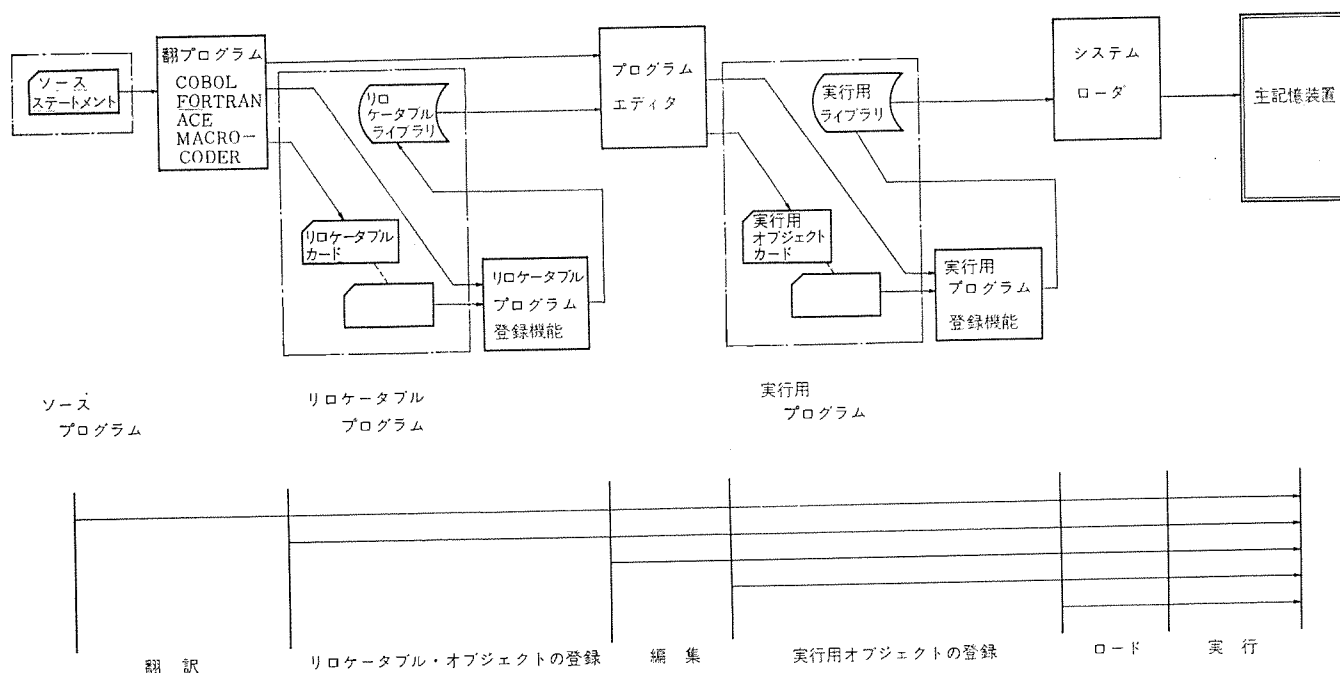 ソース
ステートメント
翻プログラム
COBOL
FORTRAN
ACE
MACRO－
CODER
リロ
ケータブル
ライブラリ
リロケータブル
カード
リロケータブル
プログラム
登録機能
プログラム
エディタ
実行用
ライブラリ
実行用
オブジェクト
カード
実行用
プログラム
登録機能
システム
ローダ
主記憶装置
ソース
プログラム
リロケータブル
プログラム
実行用
プログラム
翻 訳
リロケータブル・オブジェクトの登録
編 集
実行用オブジェクトの登録
ロード
実 行